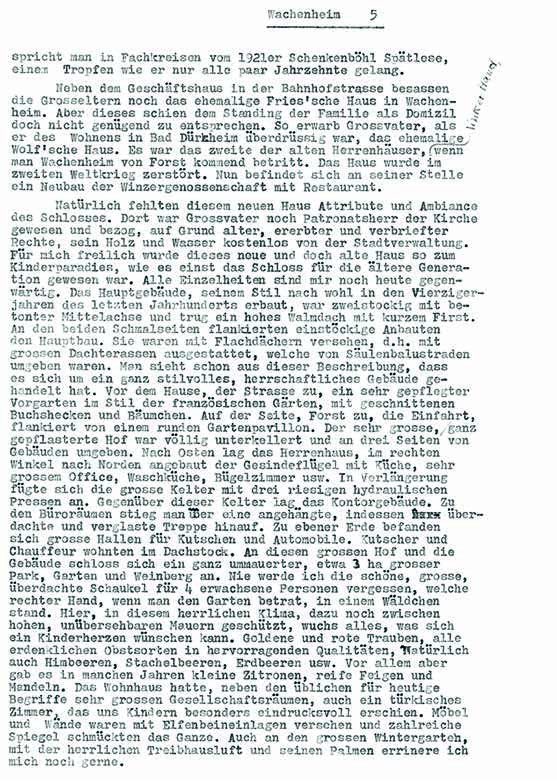 Wachenheim 5
spricht man in Fachkreisen vom 1921er Schenkenböhl Spätlese,
einem Tropfen wie er nur alle paar Jahrzehnte gelang.
Neben dem Geschäftshaus in der Bahnhofstrasse besassen
die Grosseltern noch das ehemalige Fries'sche Haus in Wachen-
heim. Aber dieses schien dem Standing der Familie als Domizil
doch nicht genügend zu entsprechen. So erwarb Grossvater, als
er des Wohnens in Bad Dürkheim überdrüssig war, das ehemalige
Wolf'sche Haus. Es war das zweite der alten Herrenhäuser, (wenn
man Wachenheim von Forst kommend betritt. Das Haus wurde im
zweiten Weltkrieg zerstört. Nun befindet sich an seiner Stelle
ein Neubau der Winzergenossenschaft mit Restaurant.
Natürlich fehlten diesem neuen Haus Attribute und Ambiance
des Schlosses. Dort war Grossvater noch Patronatsherr der Kirche
gewesen und bezog, auf Grund alter, ererbter und verbriefter
Rechte, sein Holz und Wasser kostenlos von der Stadtverwaltung.
Für mich freilich wurde dieses neue und doch alte Haus so zum
Kinderparadies, wie es einst das Schloss für die ältere Genera-
tion gewesen war. Alle Einzelheiten sind mir noch heute gegen-
wärtig. Das Hauptgebäude, seinem Stil nach wohl in den Vierziger-
jahren des letzten Jahrhunderts erbaut, war zweistöckig mit be-
tonter Mittelachse und trug ein hohes Walmdach mit kurzem First.
An den beiden Schmalseiten flankierten einstöckige Anbauten
den Hauptbau. Sie waren mit Flachdächern versehen, d.h. mit
grossen Dachterassen ausgestattet, welche von Säulenbalustraden
umgeben waren. Man sieht schon aus dieser Beschreibung, dass
es sich um ein ganz stilvolles, herrschaftliches Gebäude ge-
handelt hat. Vor dem Hause, der Strasse zu, ein sehr gepflegter
Vorgarten im Stil der französischen Gärten, mit geschnittenen
Buchshecken und Bäumchen. Auf der Seite, Forst zu, die Einfahrt,
flankiert von einem runden Gartenpavillon. Der sehr grosse, ganz
gepflasterte Hof war völlig unterkellert und an drei Seiten von
Gebäuden umgeben. Nach Osten lag das Herrenhaus, im rechten
Winkel nach Norden angebaut der Gesindeflügel mit Küche, sehr
grossem Office, Waschküche, Bügelzimmer usw. In Verlängerung
fügte sich die grosse Kelter mit drei riesigen hydraulischen
Pressen an. Gegenüber dieser Kelter lag das Kontorgebäude. Zu
den Büroräumen stieg man über eine angehängte, indessen über-
dachte und verglaste Treppe hinauf. Zu ebener Erde befanden
sich grosse Hallen für Kutschen und Automobile. Kutscher und
Chauffeur wohnten im Dachstock. An diesen grossen Hof und die
Gebäude schloss sich ein ganz ummauerter, etwa 3 ha grosser
Park, Garten und Weinberg an. Nie werde ich die schöne, grosse,
überdachte Schaukel für 4 erwachsene Personen vergessen, welche
rechter Hand, wenn man den Garten betrat, in einem Wäldchen
stand. Hier, in diesem herrlichen Klima, dazu noch zwischen
hohen, unübersehbaren Mauern geschützt, wuchs alles, was sich
ein Kinderherzen wünschen kann. Goldene und rote Trauben, alle
erdenklichen Obstsorten in hervorragenden Qualitäten, Natürlich
auch Himbeeren, Stachelbeeren, Erdbeeren usw. Vor allem aber
gab es in manchen Jahren kleine Zitronen, reife Feigen und
Mandeln. Das Wohnhaus hatte, neben den üblichen für heutige
Begriffe sehr grossen Gesellschaftsräumen, auch ein türkisches
Zimmer, das uns Kindern besonders eindrucksvoll erschien. Möbel
und Wände waren mit Elfenbeineinlagen versehen und zahlreiche
Spiegel schmückten das Ganze. Auch an den grossen Wintergarten,
mit der herrlichen Treibhausluft und seinen Palmen errinere ich
mich noch gerne.